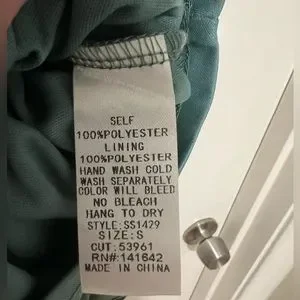 SELF
100%POLYESTER
LINING
100%POLYESTER
HAND WASH COLD
WASH SEPARATELY
COLOR WILL BLEED
NO BLEACH
HANG TO DRY
STYLE:SS1429
SIZE:S
CUT:53961
RN#:141642
MADE IN CHINA